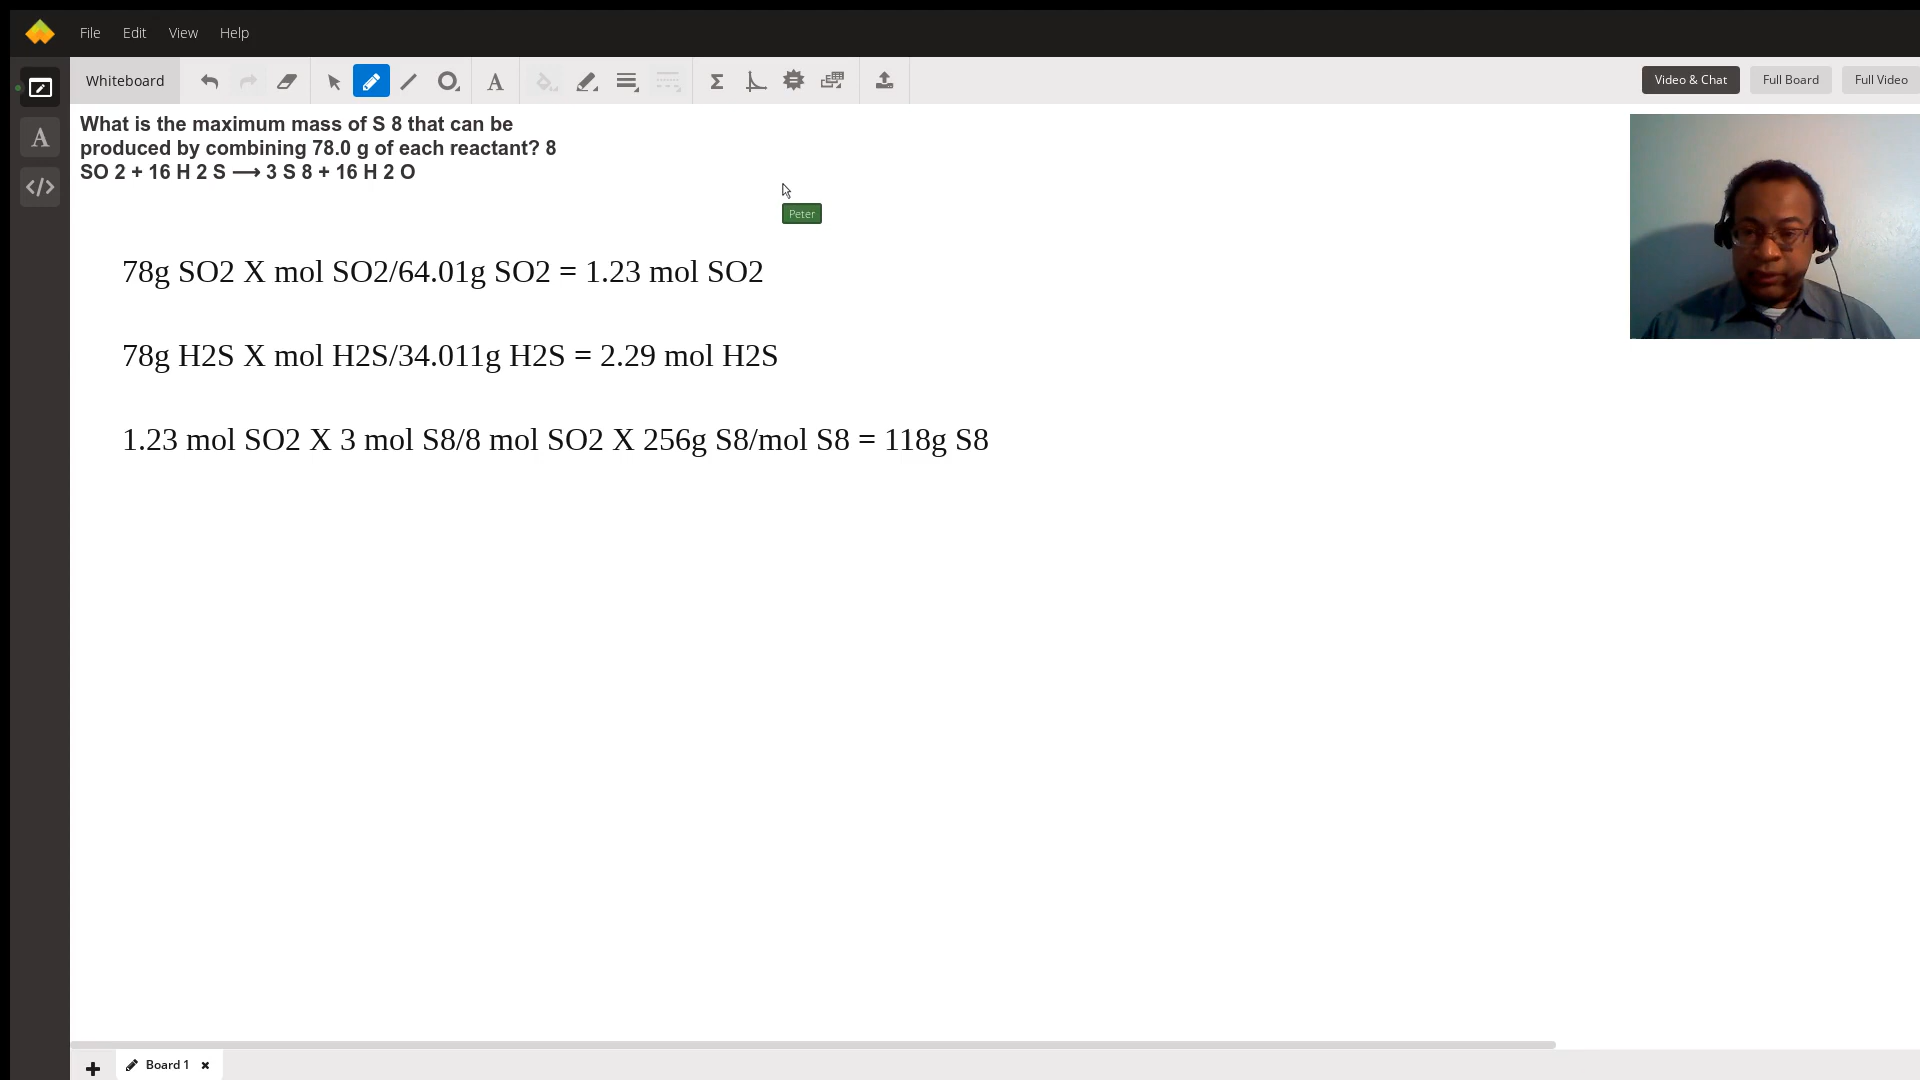 File Edit View Help
Whiteboard
A
Σ
Video & Chat Full Board Full Video
A
</>
What is the maximum mass of S 8 that can be
produced by combining 78.0 g of each reactant? 8
SO 2 + 16 H 2 S ⟶ 3 S 8 + 16 H 2 O
Peter
78g SO2 X mol SO2/64.01g SO2 = 1.23 mol SO2
78g H2S X mol H2S/34.011g H2S = 2.29 mol H2S
1.23 mol SO2 X 3 mol S8/8 mol SO2 X 256g S8/mol S8 = 118g S8
Board 1